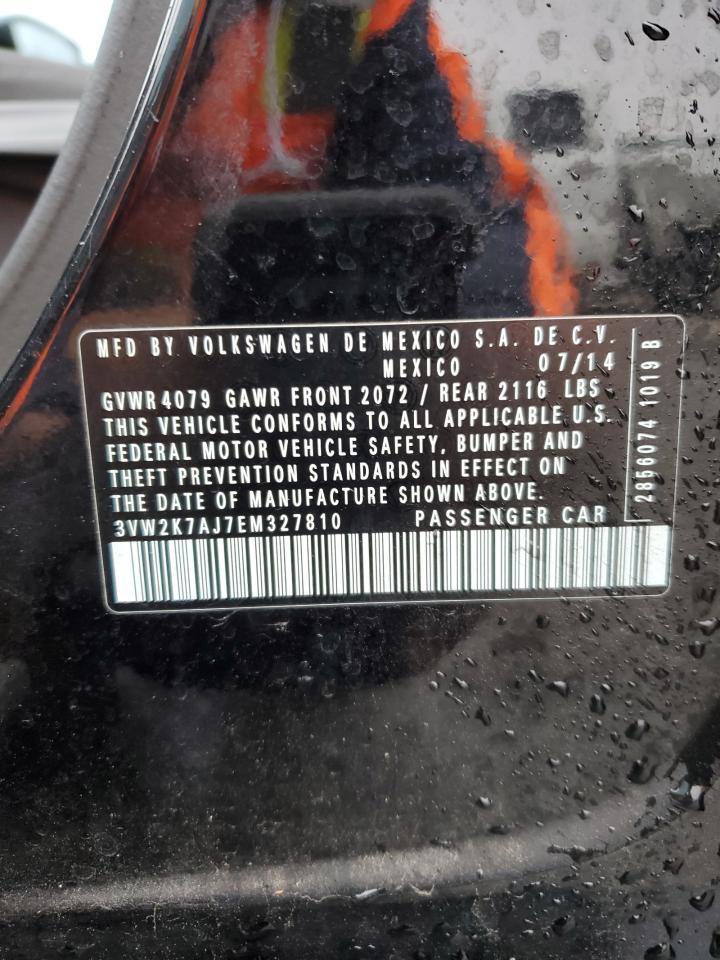 MFD BY VOLKSWAGEN DE MEXICO S.A. DE C.V.
MEXICO 07/14
GVWR 4079 GAWR FRONT 2072 / REAR 2116 LBS
THIS VEHICLE CONFORMS TO ALL APPLICABLE U.S.
FEDERAL MOTOR VEHICLE SAFETY, BUMPER AND
THEFT PREVENTION STANDARDS IN EFFECT ON
THE DATE OF MANUFACTURE SHOWN ABOVE.
3VW2K7AJ7EM327810 PASSENGER CAR
2856074 1019 B